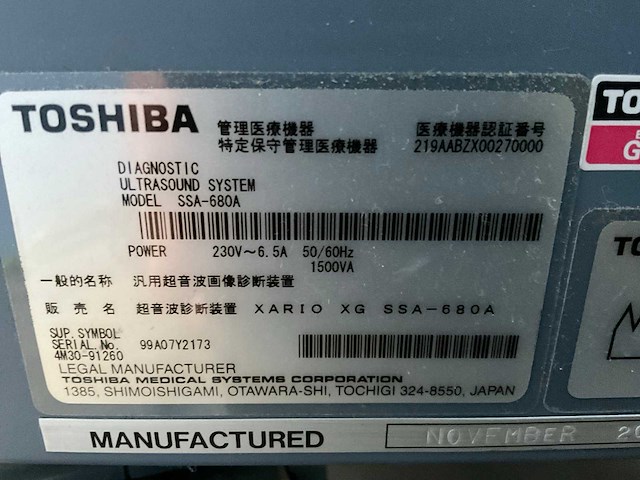 TOSHIBA 管理医療機器 医療機器認証番号
特定保守管理医療機器 219AABZX00270000
DIAGNOSTIC
ULTRASOUND SYSTEM
MODEL SSA-680A
POWER 230V～6.5A 50/60Hz
1500VA
一般的名称 汎用超音波画像診断装置
販売名 超音波診断装置 XARIO XG SSA-680A
SUP. SYMBOL
SERIAL No. 99A07Y2173
4M30-91260
LEGAL MANUFACTURER
TOSHIBA MEDICAL SYSTEMS CORPORATION
1385, SHIMOISHIGAMI, OTAWARA-SHI, TOCHIGI 324-8550, JAPAN
MANUFACTURED NOVEMBER